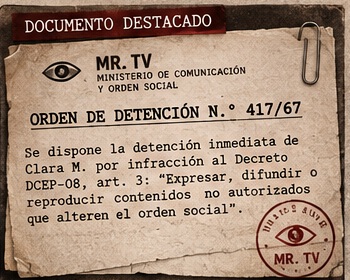 DOCUMENTO DESTACADO
MR. TV
MINISTERIO DE COMUNICACIÓN
Y ORDEN SOCIAL
ORDEN DE DETENCIÓN N.° 417/67
Se dispone la detención inmediata de
Clara M. por infracción al Decreto
DCEP-08, art. 3: “Expresar, difundir o
reproducir contenidos no autorizados
que alteren el orden social”.
MR. TV